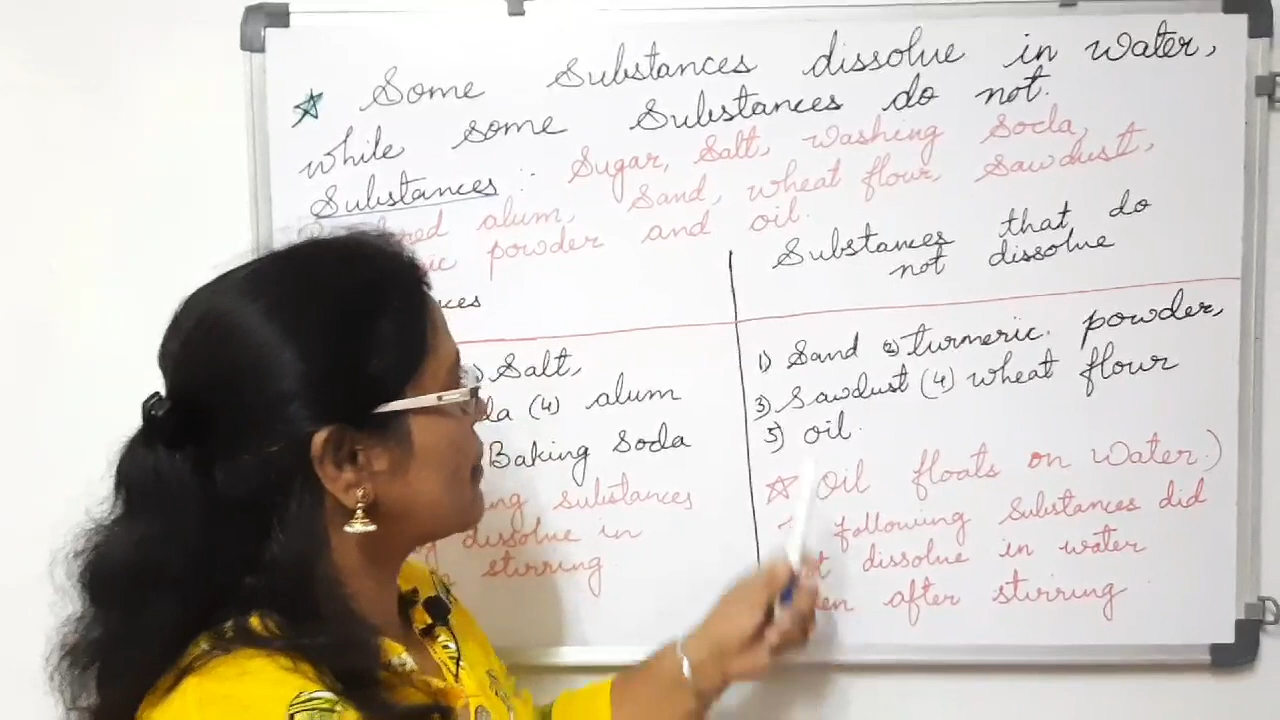 Some Substances dissolve in water,
while some Substances do not.
Substances :- Sugar, Salt, washing Soda,
alum, Sand, wheat flour, Sawdust,
powder and oil.
Substances that do
not dissolve
Salt,
(4) alum
Baking Soda
substances
dissolve in
stirring
1) Sand 2) turmeric. powder,
3) Sawdust (4) wheat flour
5) oil.
Oil floats on water.)
following Substances did
dissolve in water
after stirring